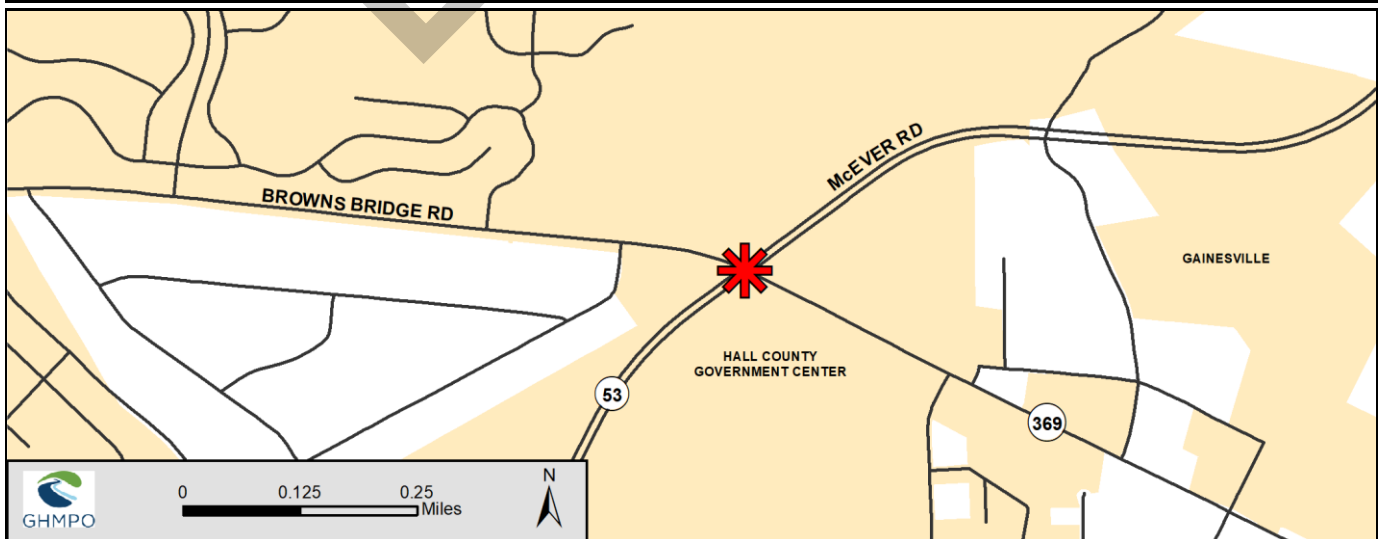 McEVER RD
BROWNS BRIDGE RD
GAINESVILLE
HALL COUNTY
GOVERNMENT CENTER
53
369
GHMPO
0 0.125 0.25
Miles
N